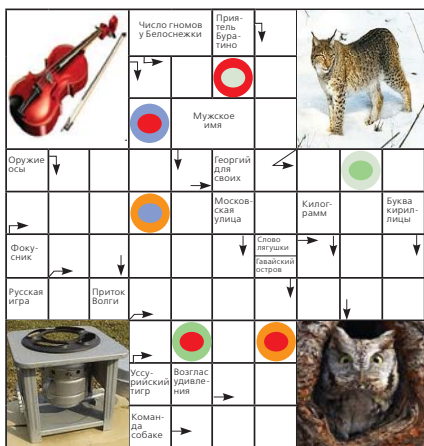 Число гномов
у Белоснежки
Прия-
тель
Бура-
тино
Мужское
имя
Оружие
осы
Георгий
для
своих
Москов-
ская
улица
Кило-
грамм
Буква
кирил-
лицы
Фоку-
сник
Слово
лягушки
Гавайский
остров
Русская
игра
Приток
Волги
Уссу-
рийский
тигр
Возглас
удивле-
ния
Коман-
да
собаке